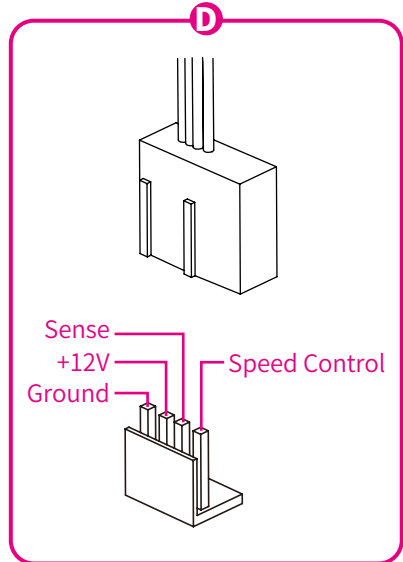 D
Sense
+12V
Ground
Speed Control